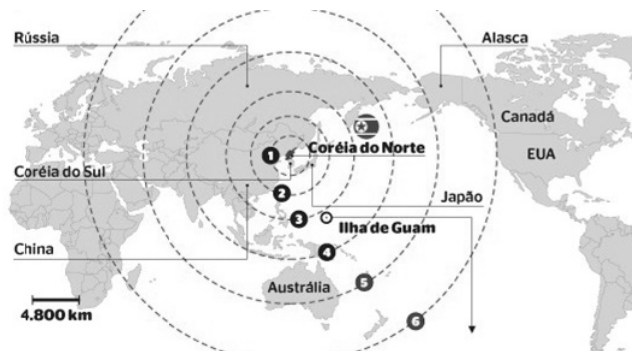 Rússia
Alasca
Canadá
EUA
1
Coréia do Norte
Coréia do Sul
2
Japão
3
Ilha de Guam
China
4
Austrália
5
4.800 km
6